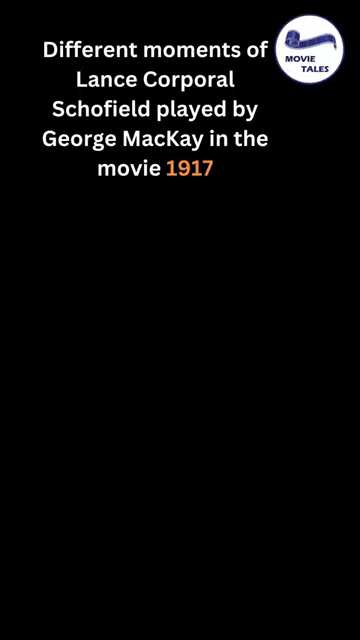 Different moments of
Lance Corporal
Schofield played by
George MacKay in the
movie 1917
MOVIE
TALES